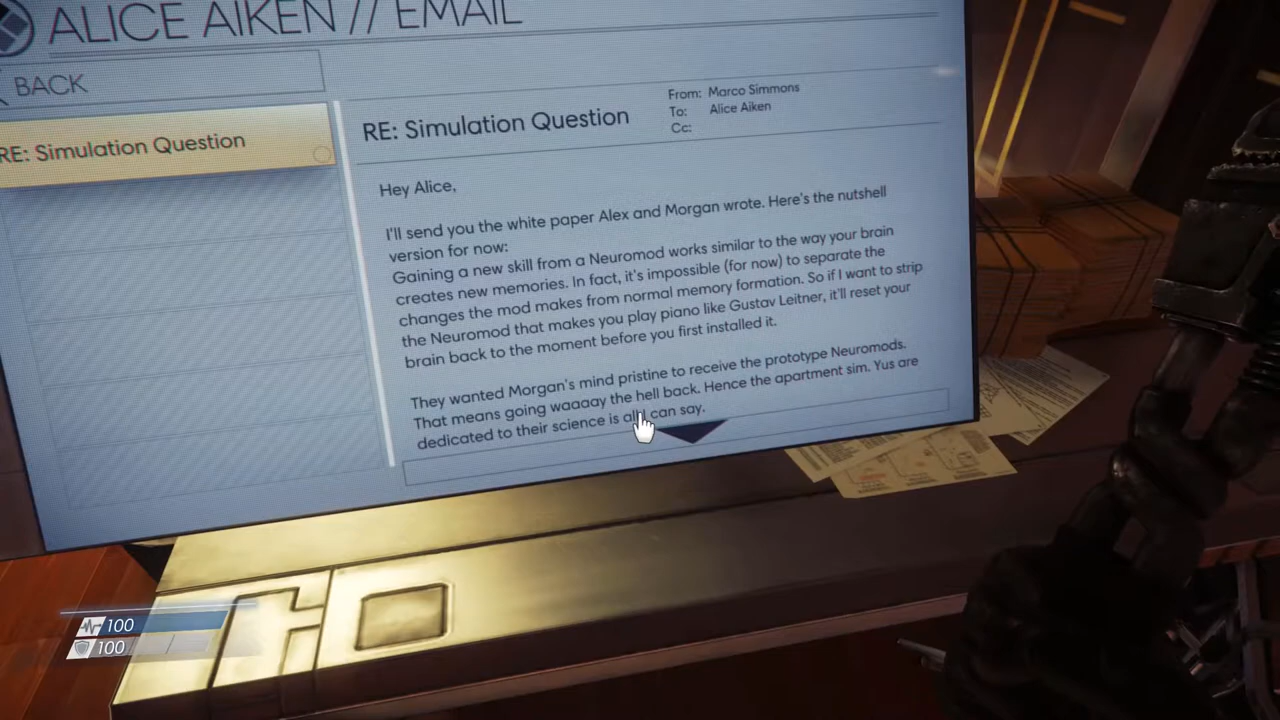 ALICE AIKEN // EMAIL
BACK
RE: Simulation Question
RE: Simulation Question
From: Marco Simmons
To: Alice Aiken
Cc:
Hey Alice,
I'll send you the white paper Alex and Morgan wrote. Here's the nutshell
version for now:
Gaining a new skill from a Neuromod works similar to the way your brain
creates new memories. In fact, it's impossible (for now) to separate the
changes the mod makes from normal memory formation. So if I want to strip
the Neuromod that makes you play piano like Gustav Leitner, it'll reset your
brain back to the moment before you first installed it.
They wanted Morgan's mind pristine to receive the prototype Neuromods.
That means going waaaay the hell back. Hence the apartment sim. Yus are
dedicated to their science is all I can say.
100
100